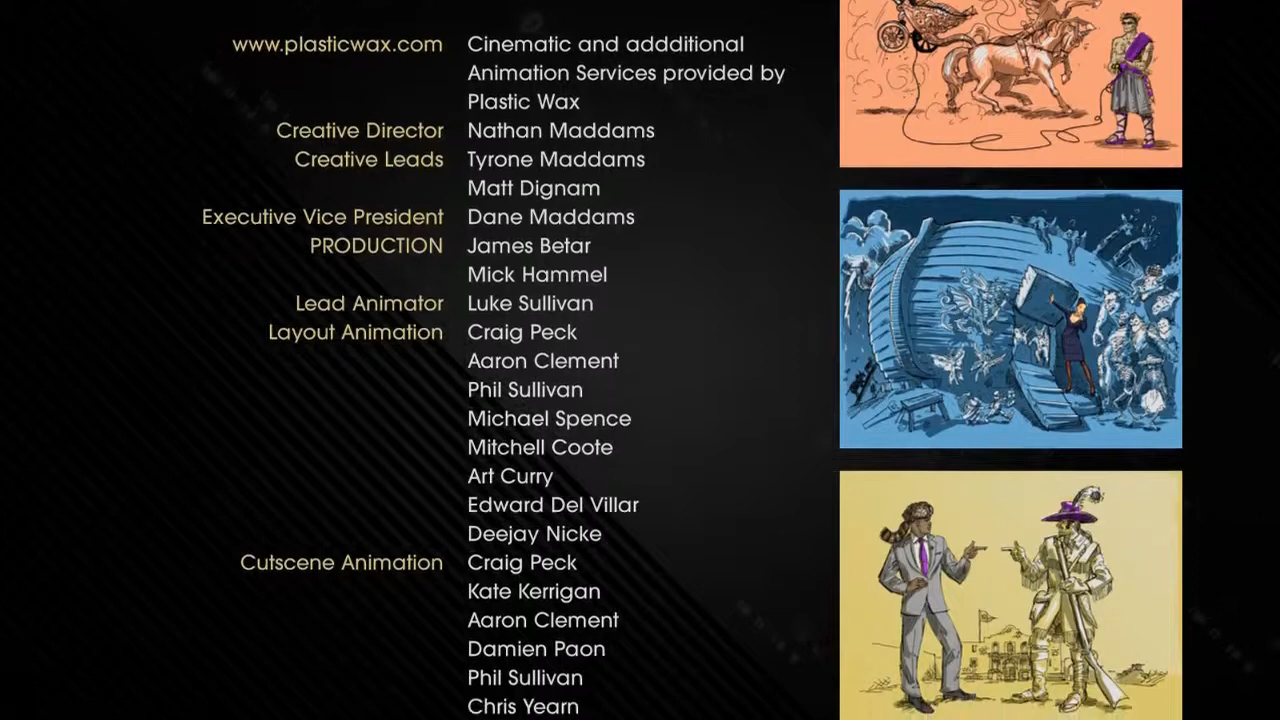 www.plasticwax.com Cinematic and addditional
Animation Services provided by
Plastic Wax
Creative Director Nathan Maddams
Creative Leads Tyrone Maddams
Matt Dignam
Executive Vice President Dane Maddams
PRODUCTION James Betar
Mick Hammel
Lead Animator Luke Sullivan
Layout Animation Craig Peck
Aaron Clement
Phil Sullivan
Michael Spence
Mitchell Coote
Art Curry
Edward Del Villar
Deejay Nicke
Cutscene Animation Craig Peck
Kate Kerrigan
Aaron Clement
Damien Paon
Phil Sullivan
Chris Yearn